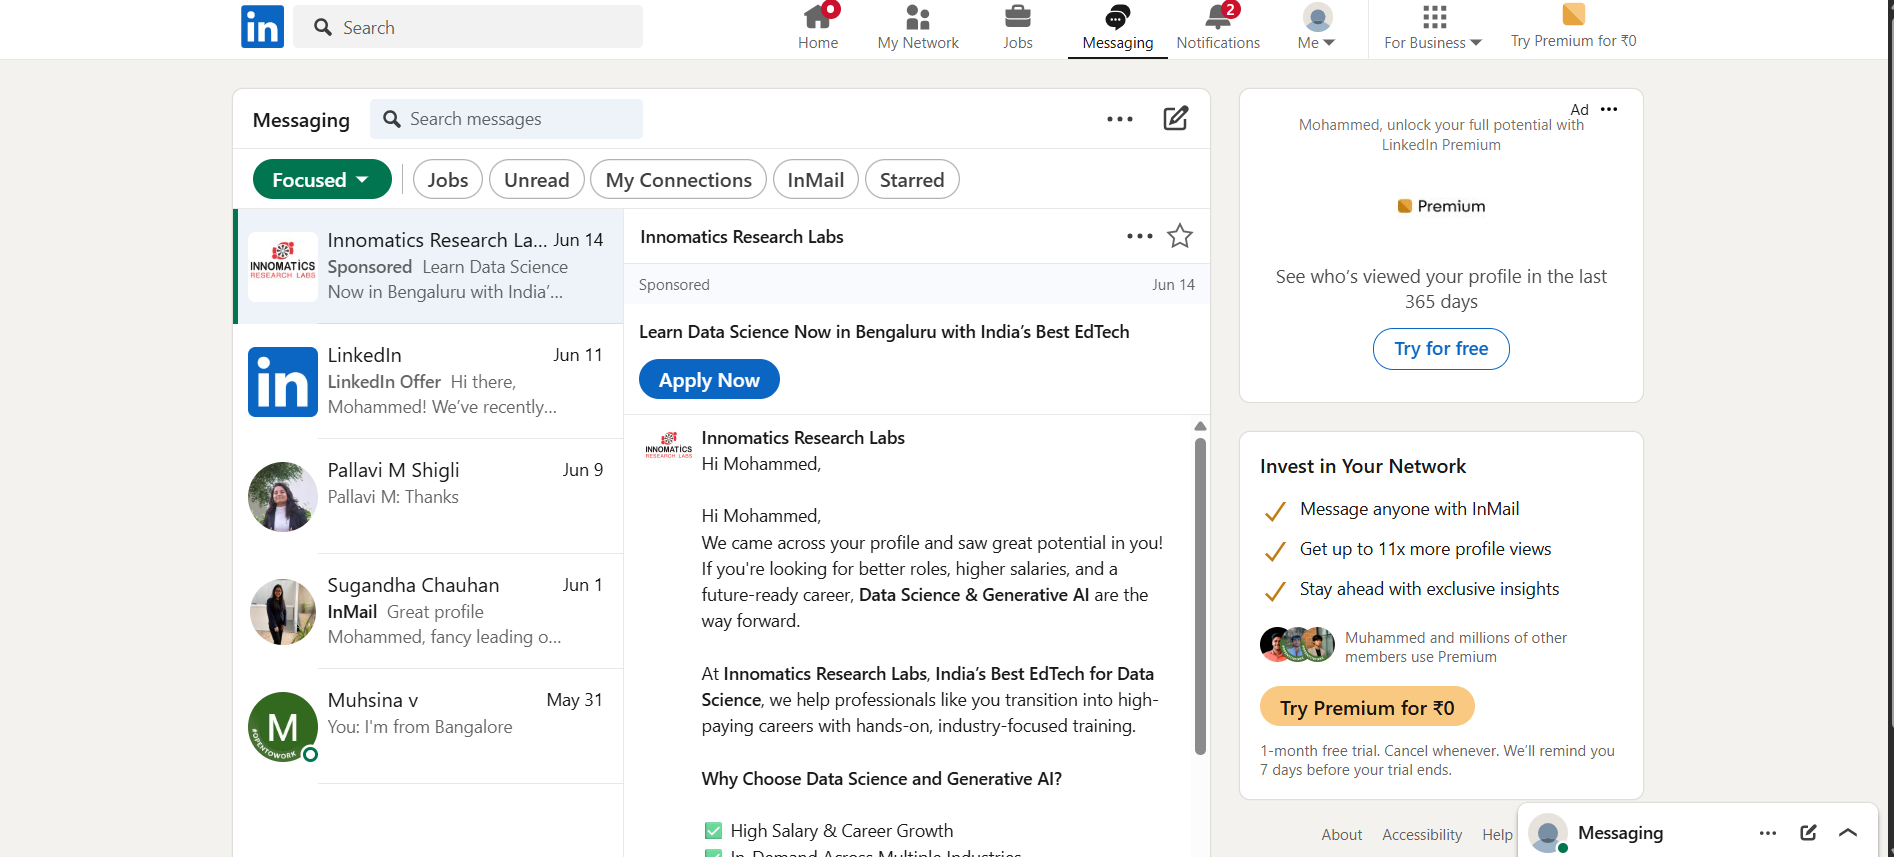 in
Search
Home
My Network
Jobs
Messaging
2
Notifications
Me
For Business
Try Premium for ₹0
Messaging
Search messages
Focused
Jobs
Unread
My Connections
InMail
Starred
INNOMATICS
RESEARCH LABS
Innomatics Research La... Jun 14
Sponsored Learn Data Science
Now in Bengaluru with India’...
in
LinkedIn Jun 11
LinkedIn Offer Hi there,
Mohammed! We’ve recently...
Pallavi M Shigli Jun 9
Pallavi M: Thanks
Sugandha Chauhan Jun 1
InMail Great profile
Mohammed, fancy leading o...
M
#OPENTOWORK
Muhsina v May 31
You: I'm from Bangalore
Innomatics Research Labs
Sponsored Jun 14
Learn Data Science Now in Bengaluru with India’s Best EdTech
Apply Now
INNOMATICS
RESEARCH LABS
Innomatics Research Labs
Hi Mohammed,
Hi Mohammed,
We came across your profile and saw great potential in you!
If you're looking for better roles, higher salaries, and a
future-ready career, Data Science & Generative AI are the
way forward.
At Innomatics Research Labs, India’s Best EdTech for Data
Science, we help professionals like you transition into high-
paying careers with hands-on, industry-focused training.
Why Choose Data Science and Generative AI?
✅ High Salary & Career Growth
✅ In-Demand Across Multiple Industries
Ad
Mohammed, unlock your full potential with
LinkedIn Premium
Premium
See who’s viewed your profile in the last
365 days
Try for free
Invest in Your Network
Message anyone with InMail
Get up to 11x more profile views
Stay ahead with exclusive insights
Muhammed and millions of other
members use Premium
Try Premium for ₹0
1-month free trial. Cancel whenever. We’ll remind you
7 days before your trial ends.
About Accessibility Help
Messaging